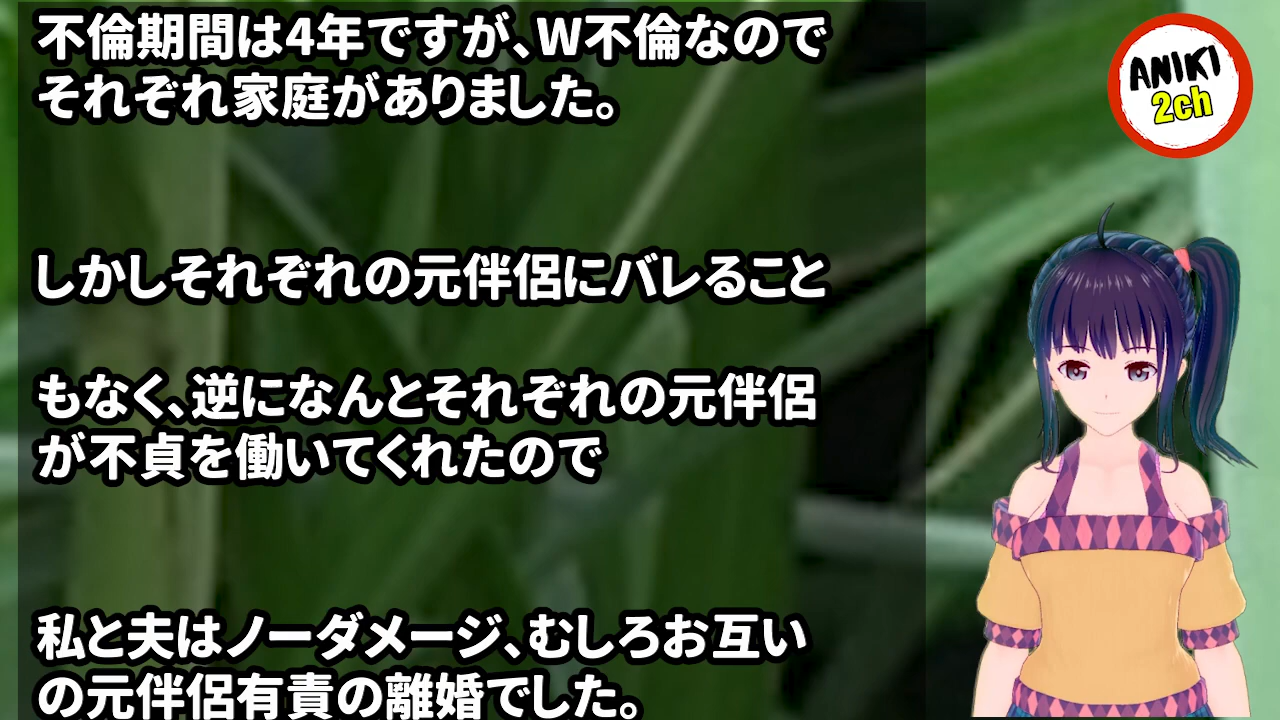 不倫期間は4年ですが、W不倫なので
それぞれ家庭がありました。
しかしそれぞれの元伴侶にバレること
もなく、逆になんとそれぞれの元伴侶
が不貞を働いてくれたので
私と夫はノーダメージ、むしろお互い
の元伴侶有責の離婚でした。
ANIKI
2ch